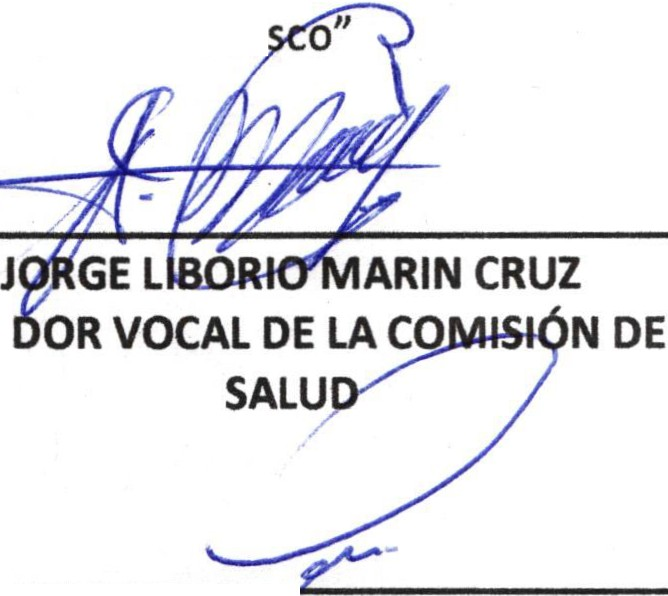 SCO”
JORGE LIBORIO MARIN CRUZ
DOR VOCAL DE LA COMISIÓN DE
SALUD